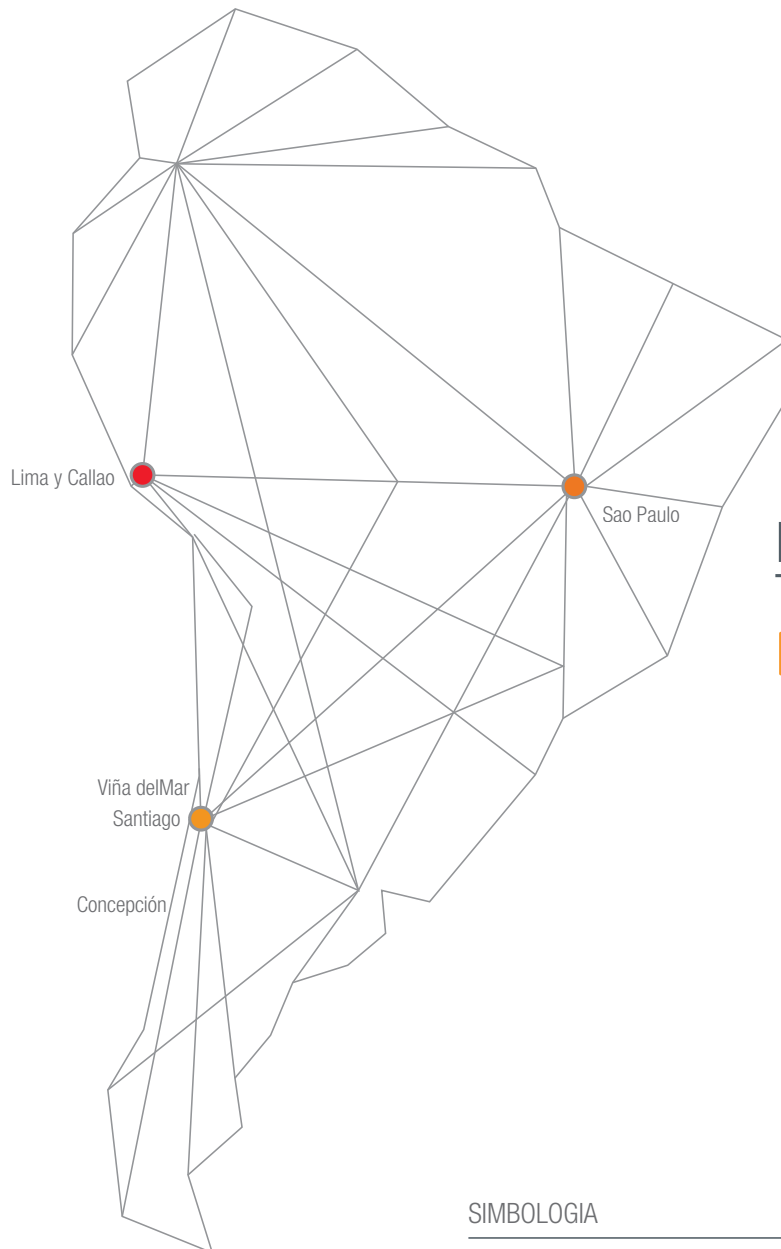 Lima y Callao
Sao Paulo
Viña delMar
Santiago
Concepción
SIMBOLOGIA